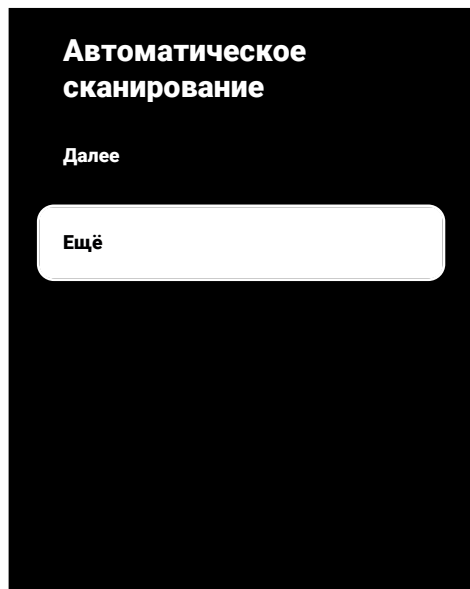 Автоматическое
сканирование
Далее
Ещё